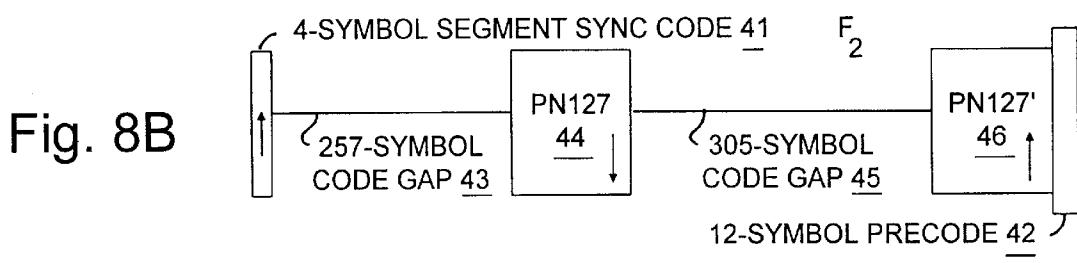 4-SYMBOL SEGMENT SYNC CODE 41
F2
Fig. 8B
PN127
44
PN127'
46
257-SYMBOL
CODE GAP 43
305-SYMBOL
CODE GAP 45
12-SYMBOL PRECODE 42